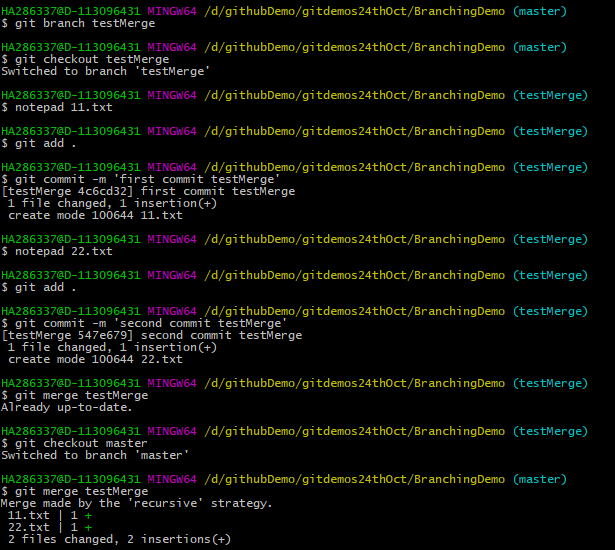 HA286337@D-113096431 MINGW64 /d/githubDemo/gitdemos24thOct/BranchingDemo (master)
$ git branch testMerge
HA286337@D-113096431 MINGW64 /d/githubDemo/gitdemos24thOct/BranchingDemo (master)
$ git checkout testMerge
Switched to branch 'testMerge'
HA286337@D-113096431 MINGW64 /d/githubDemo/gitdemos24thOct/BranchingDemo (testMerge)
$ notepad 11.txt
HA286337@D-113096431 MINGW64 /d/githubDemo/gitdemos24thOct/BranchingDemo (testMerge)
$ git add .
HA286337@D-113096431 MINGW64 /d/githubDemo/gitdemos24thOct/BranchingDemo (testMerge)
$ git commit -m 'first commit testMerge'
[testMerge 4c6cd32] first commit testMerge
 1 file changed, 1 insertion(+)
 create mode 100644 11.txt
HA286337@D-113096431 MINGW64 /d/githubDemo/gitdemos24thOct/BranchingDemo (testMerge)
$ notepad 22.txt
HA286337@D-113096431 MINGW64 /d/githubDemo/gitdemos24thOct/BranchingDemo (testMerge)
$ git add .
HA286337@D-113096431 MINGW64 /d/githubDemo/gitdemos24thOct/BranchingDemo (testMerge)
$ git commit -m 'second commit testMerge'
[testMerge 547e679] second commit testMerge
 1 file changed, 1 insertion(+)
 create mode 100644 22.txt
HA286337@D-113096431 MINGW64 /d/githubDemo/gitdemos24thOct/BranchingDemo (testMerge)
$ git merge testMerge
Already up-to-date.
HA286337@D-113096431 MINGW64 /d/githubDemo/gitdemos24thOct/BranchingDemo (testMerge)
$ git checkout master
Switched to branch 'master'
HA286337@D-113096431 MINGW64 /d/githubDemo/gitdemos24thOct/BranchingDemo (master)
$ git merge testMerge
Merge made by the 'recursive' strategy.
 11.txt | 1 +
 22.txt | 1 +
 2 files changed, 2 insertions(+)